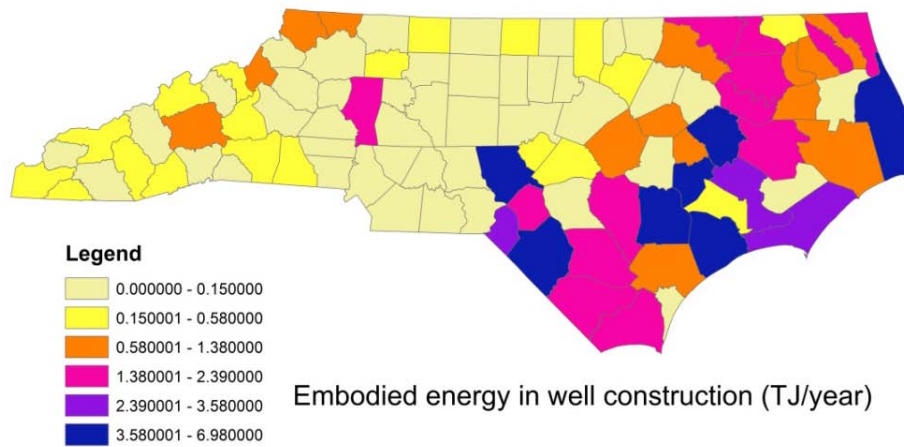 Legend
0.000000 - 0.150000
0.150001 - 0.580000
0.580001 - 1.380000
1.380001 - 2.390000
2.390001 - 3.580000
3.580001 - 6.980000
Embodied energy in well construction (TJ/year)